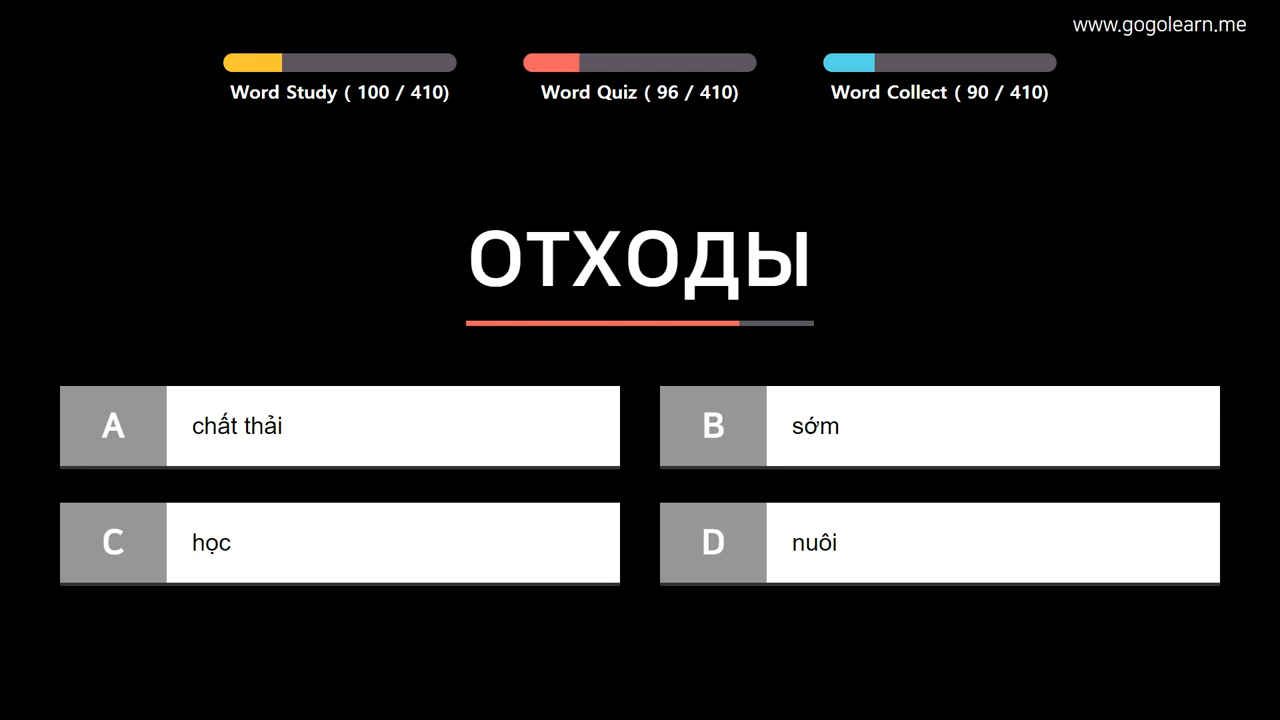 www.gogolearn.me
Word Study ( 100 / 410)
Word Quiz ( 96 / 410)
Word Collect ( 90 / 410)
ОТХОДЫ
A chất thải
B sớm
C học
D nuôi